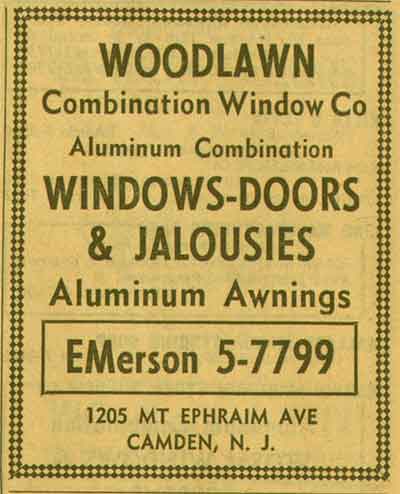 WOODLAWN
Combination Window Co
Aluminum Combination
WINDOWS-DOORS
& JALOUSIES
Aluminum Awnings
EMerson 5-7799
1205 MT EPHRAIM AVE
CAMDEN, N. J.